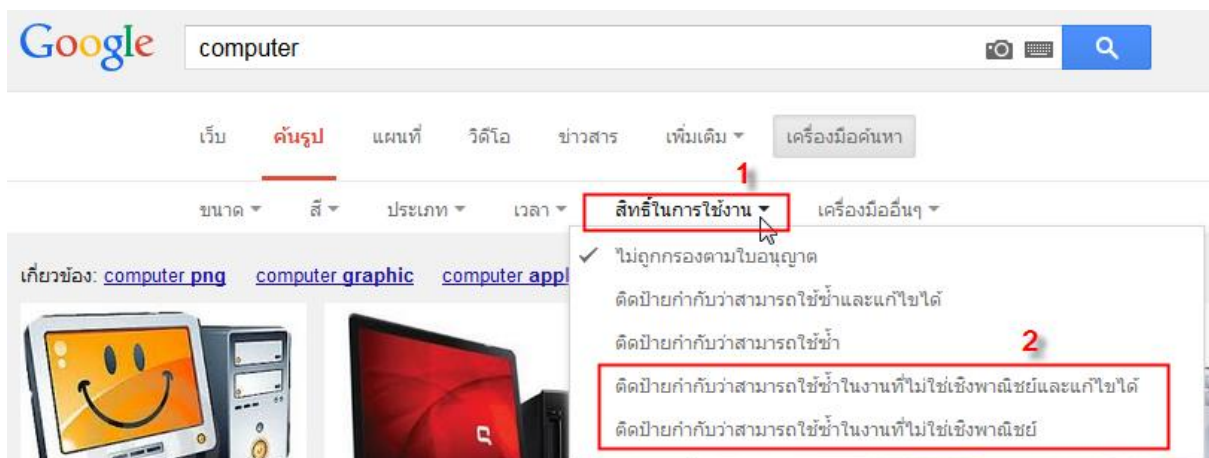 Google computer
เว็บ ค้นรูป แผนที่ วิดีโอ ข่าวสาร เพิ่มเติม เครื่องมือค้นหา
1
ขนาด สี ประเภท เวลา สิทธิ์ในการใช้งาน เครื่องมืออื่นๆ
ไม่ถูกกรองตามใบอนุญาต
เกี่ยวข้อง: computer png computer graphic computer appl
ติดป้ายกำกับว่าสามารถใช้ซ้ำและแก้ไขได้
ติดป้ายกำกับว่าสามารถใช้ซ้ำ
2
ติดป้ายกำกับว่าสามารถใช้ซ้ำในงานที่ไม่ใช่เชิงพาณิชย์และแก้ไขได้
ติดป้ายกำกับว่าสามารถใช้ซ้ำในงานที่ไม่ใช่เชิงพาณิชย์